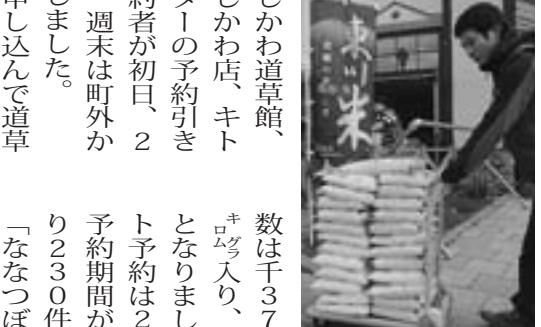 東川米
しかわ道草館、
しかわ店、キト
ターの予約引き
約者が初日、2
週末は町外か
しました。
申し込んで道草
数は千37
キログラム入り、
となりまし
ト予約は2
予約期間が
り230件
「ななつぼ